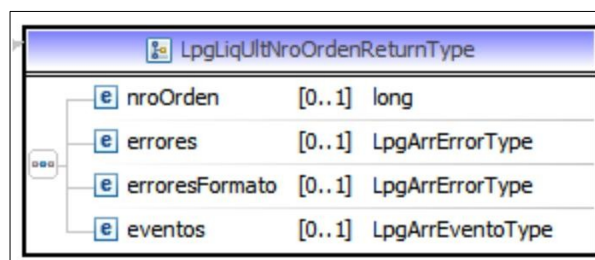 LpgLiqUltNroOrdenReturnType
e nroOrden [0..1] long
e errores [0..1] LpgArrErrorType
e erroresFormato [0..1] LpgArrErrorType
e eventos [0..1] LpgArrEventoType